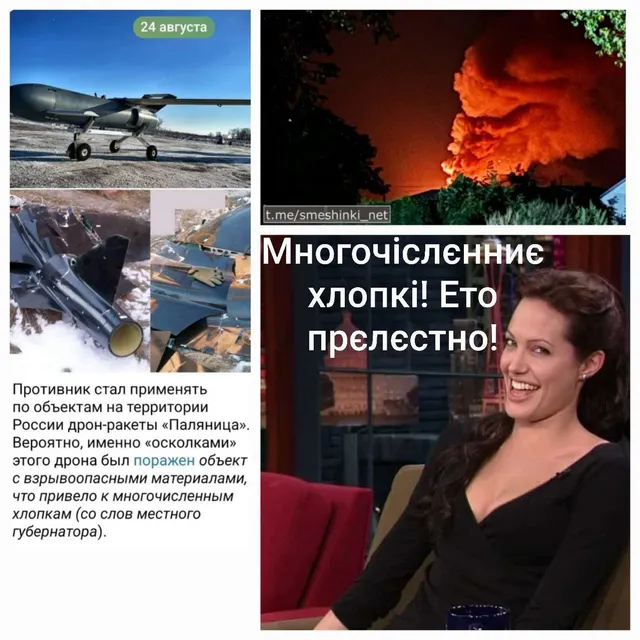 24 августа
Противник стал применять
по объектам на территории
России дрон-ракеты «Паляница».
Вероятно, именно «осколками»
этого дрона был поражен объект
с взрывоопасными материалами,
что привело к многочисленным
хлопкам (со слов местного
губернатора).
t.me/smeshinki_net
Многочіслєнниє
хлопкі! Ето
прєлєстно!